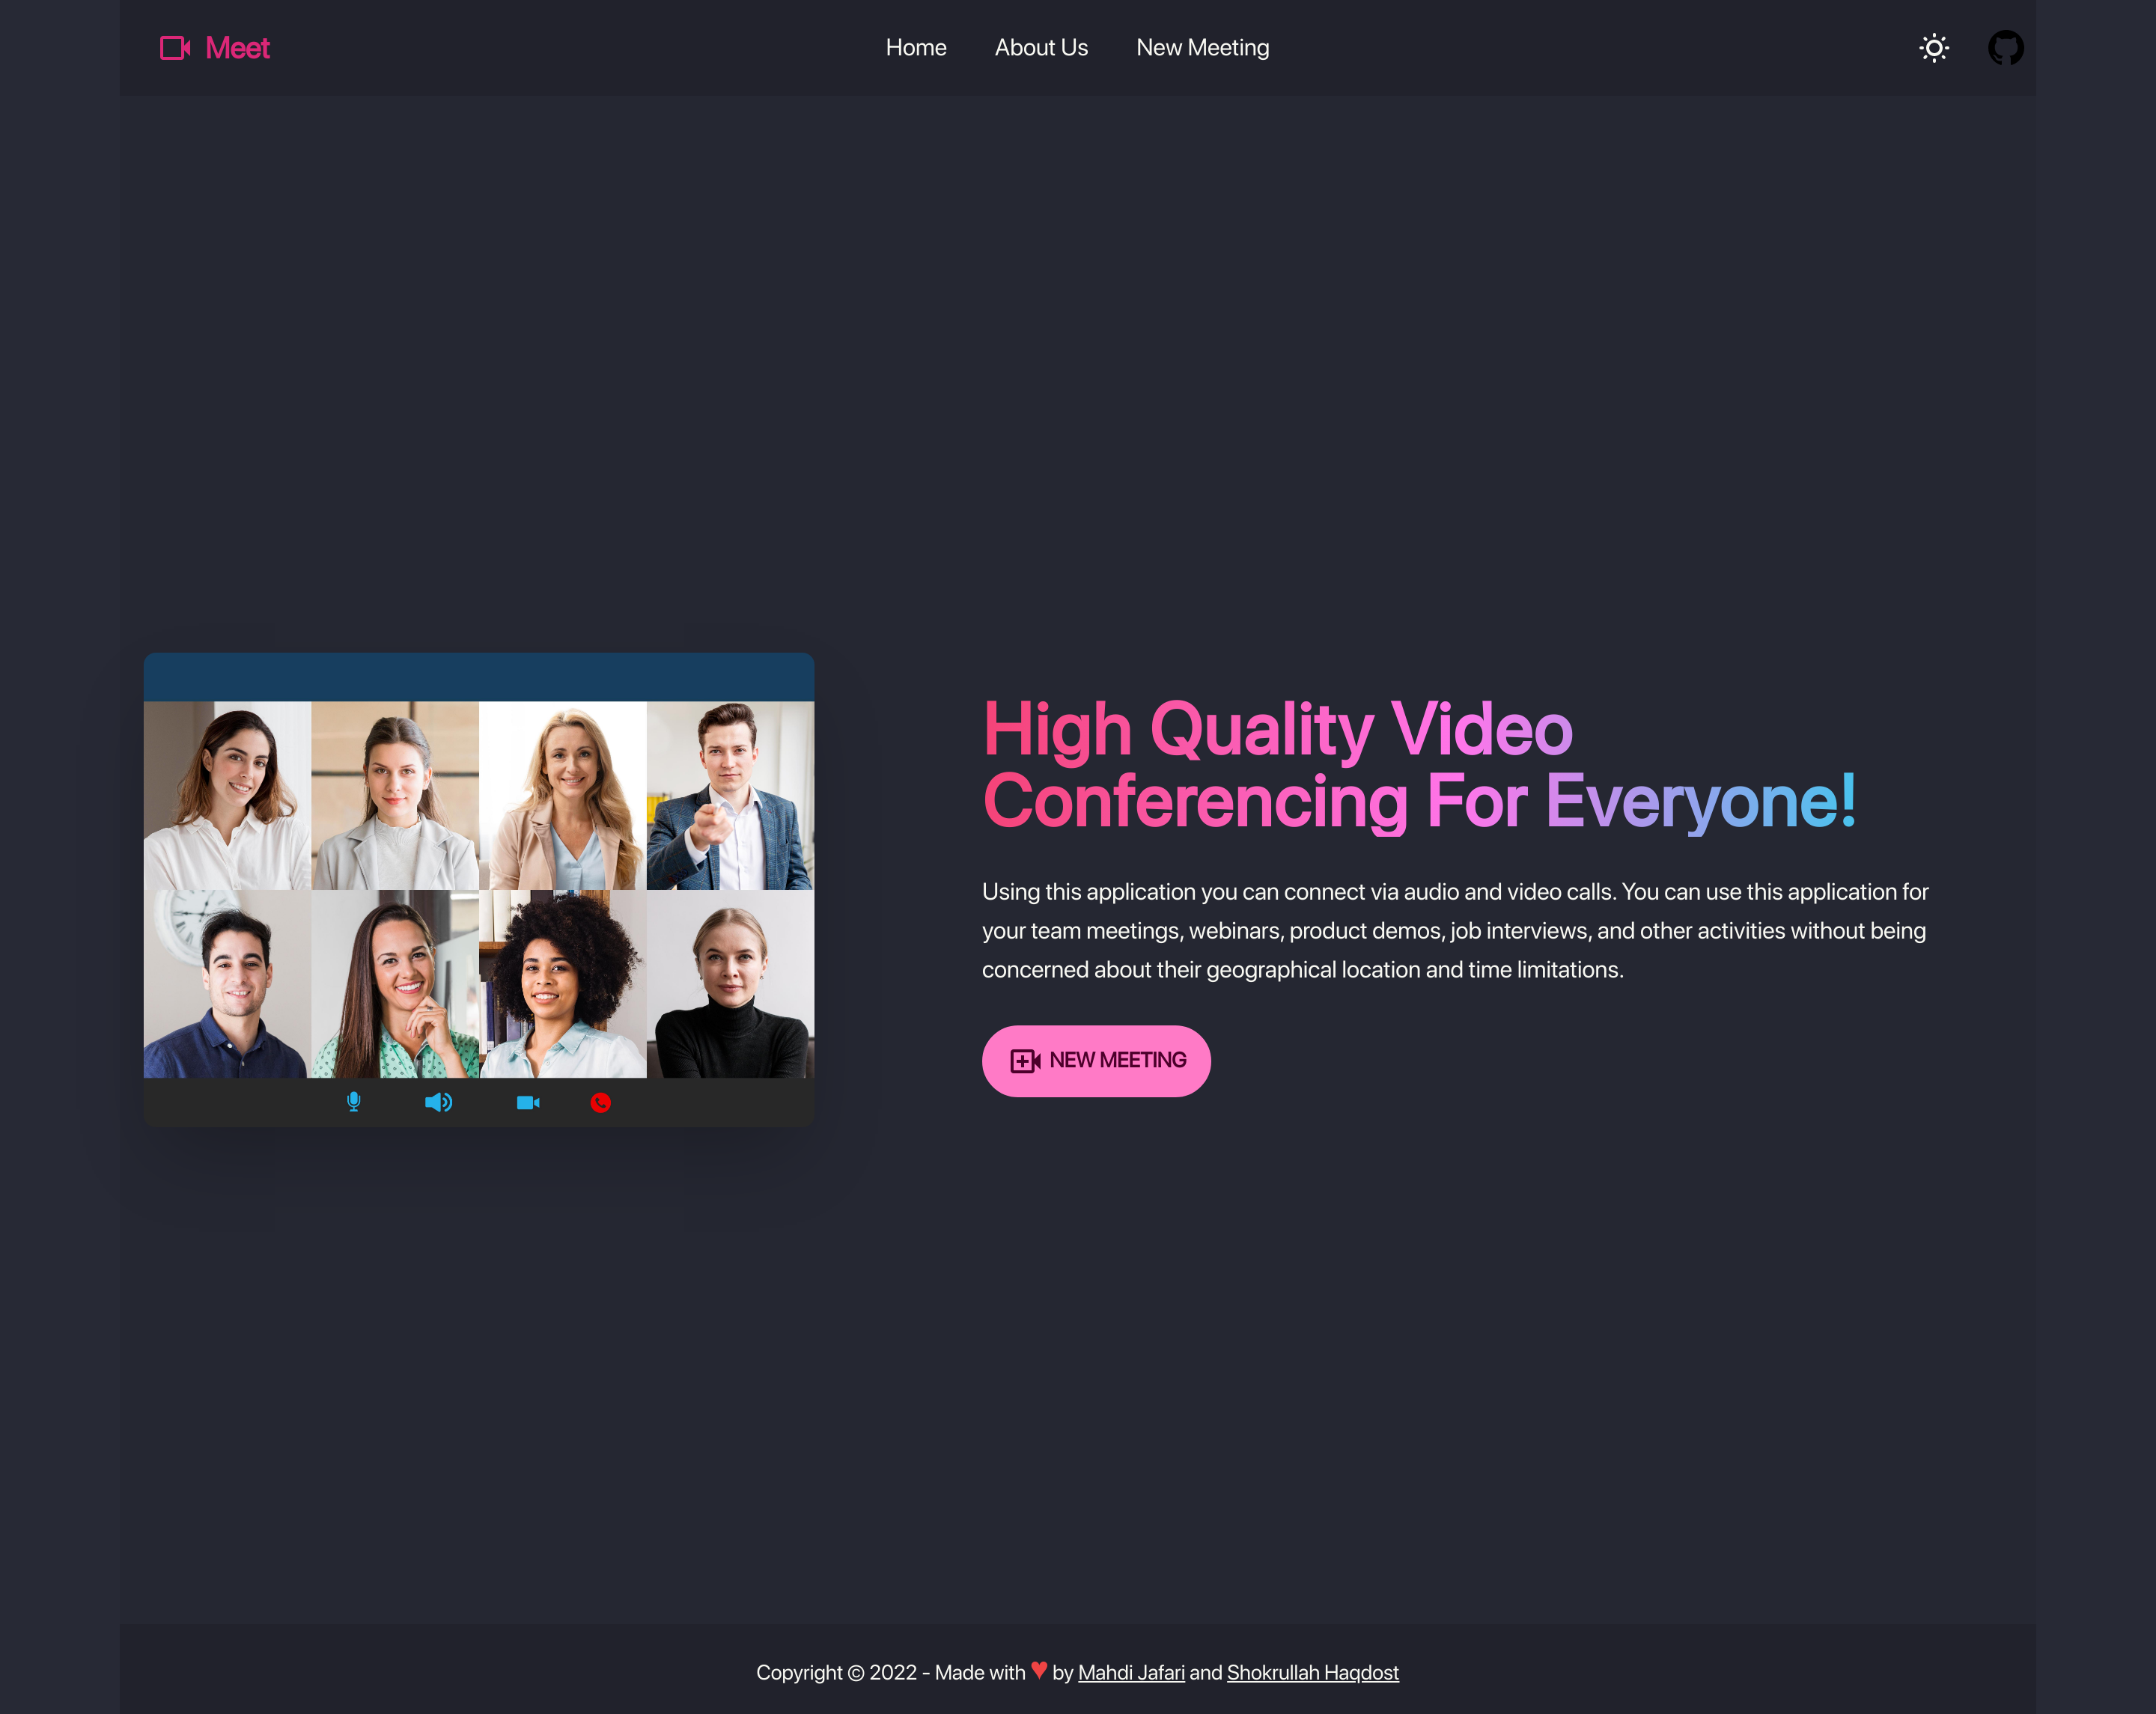 Meet
Home
About Us
New Meeting
High Quality Video
Conferencing For Everyone!
Using this application you can connect via audio and video calls. You can use this application for
your team meetings, webinars, product demos, job interviews, and other activities without being
concerned about their geographical location and time limitations.
NEW MEETING
Copyright © 2022 - Made with ♥ by Mahdi Jafari and Shokrullah Haqdost